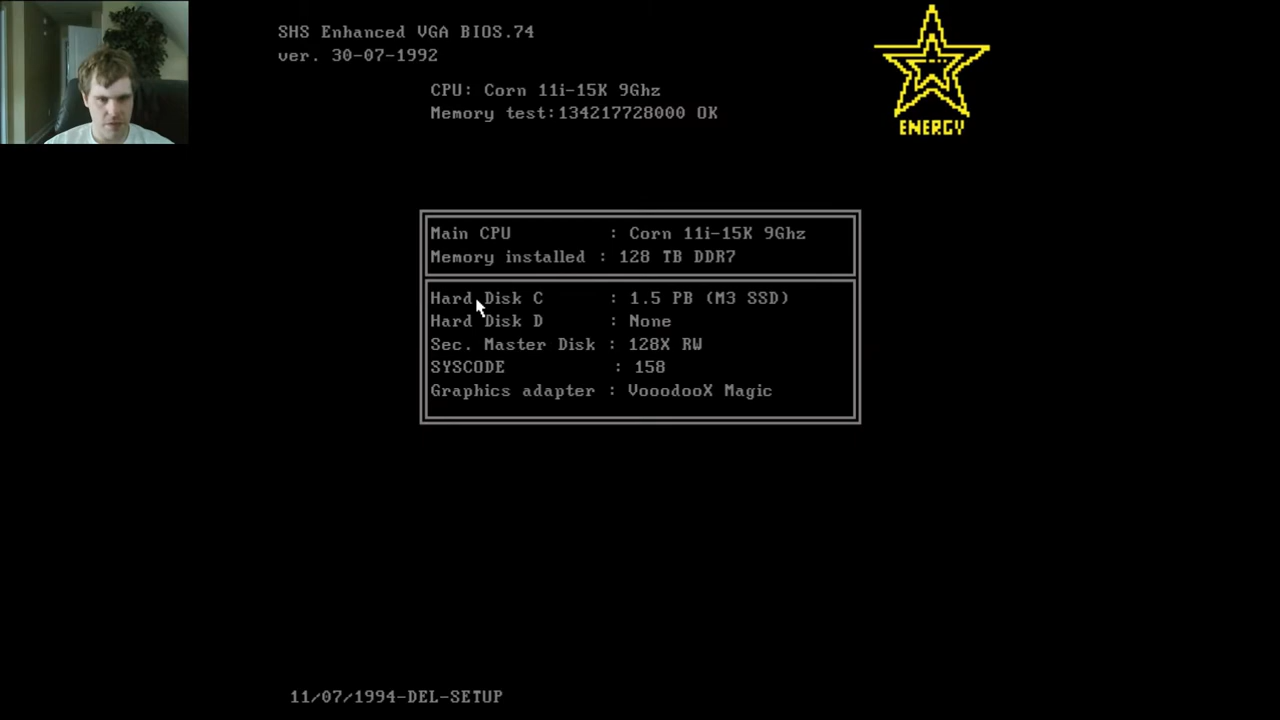 SHS Enhanced VGA BIOS.74
ver. 30-07-1992
CPU: Corn 11i-15K 9Ghz
Memory test:134217728000 OK
ENERGY
Main CPU : Corn 11i-15K 9Ghz
Memory installed : 128 TB DDR7
Hard Disk C : 1.5 PB (M3 SSD)
Hard Disk D : None
Sec. Master Disk : 128X RW
SYSCODE : 158
Graphics adapter : VooodooX Magic
11/07/1994-DEL-SETUP